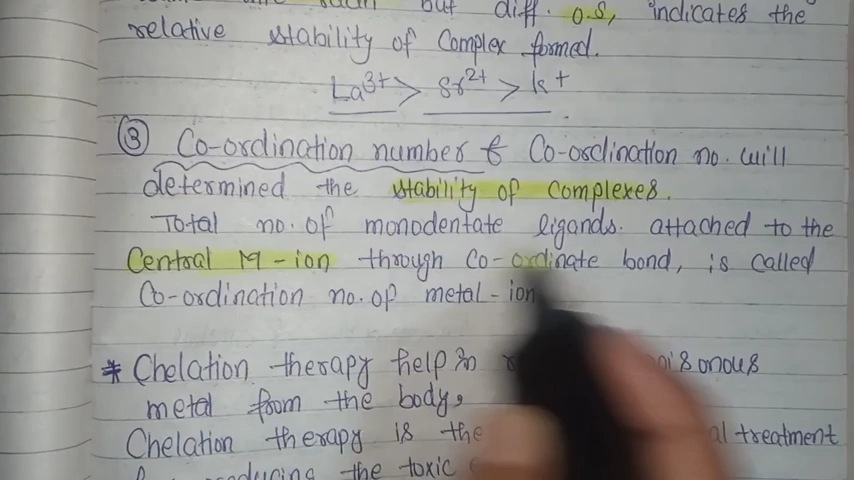 but diff. O.S, indicates the
relative stability of Complex formed.
La3+ > Sr2+ > K+
③ Co-ordination number & Co-ordination no. will
determined the stability of Complexes.
Total no. of monodentate ligands. attached to the
Central M-ion through Co-ordinate bond, is called
Co-ordination no. of metal-ion
* Chelation therapy help in
metal from the body,
Chelation therapy is the treatment
the toxic